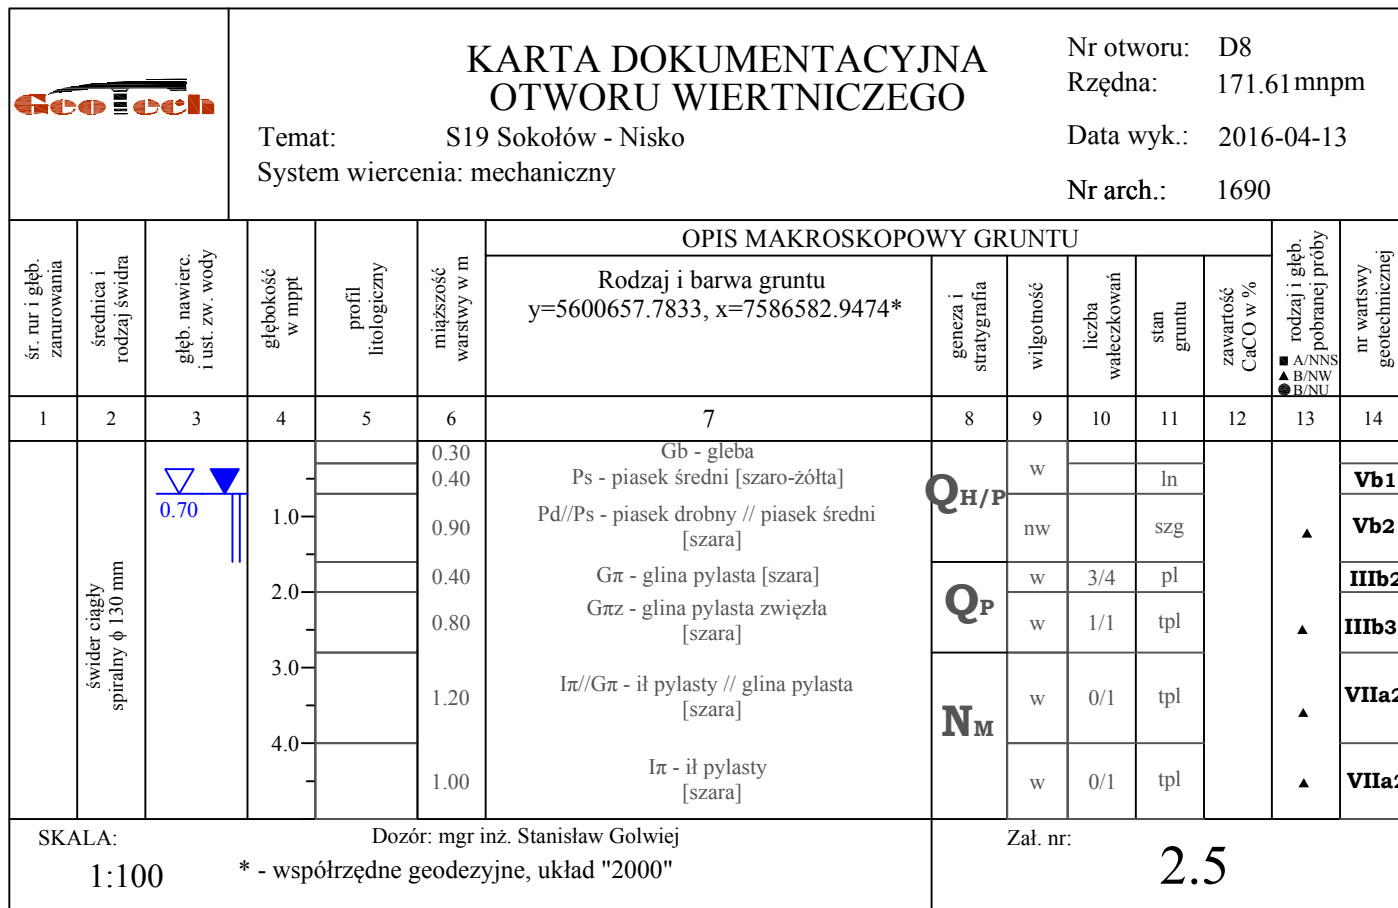 GeoTech
KARTA DOKUMENTACYJNA
OTWORU WIERTNICZEGO
Temat: S19 Sokołów - Nisko
System wiercenia: mechaniczny
Nr otworu: D8
Rzędna: 171.61 mnpm
Data wyk.: 2016-04-13
Nr arch.: 1690
śr. rur i głęb.
zarurowania
średnica i
rodzaj świdra
głęb. nawierc.
i ust. zw. wody
głębokość
w mppt
profil
litologiczny
miąższość
warstwy w m
OPIS MAKROSKOPOWY GRUNTU
Rodzaj i barwa gruntu
y=5600657.7833, x=7586582.9474*
geneza i
stratygrafia
wilgotność
liczba
wałeczkowań
stan
gruntu
zawartość
CaCO w %
rodzaj i głęb.
pobranej próby
■ A/NNS
▲ B/NW
● B/NU
nr wartswy
geotechnicznej
1 2 3 4 5 6 7 8 9 10 11 12 13 14
świder ciągły
spiralny ϕ 130 mm
0.70
1.0
2.0
3.0
4.0
0.30 Gb - gleba
0.40 Ps - piasek średni [szaro-żółta] Q H/P w ln Vb1
0.90 Pd//Ps - piasek drobny // piasek średni
[szara] nw szg ▲ Vb2
0.40 Gπ - glina pylasta [szara] Q P w 3/4 pl IIIb2
0.80 Gπz - glina pylasta zwięzła
[szara] w 1/1 tpl ▲ IIIb3
1.20 Iπ//Gπ - ił pylasty // glina pylasta
[szara] N M w 0/1 tpl ▲ VIIa2
1.00 Iπ - ił pylasty
[szara] w 0/1 tpl ▲ VIIa2
SKALA:
1:100
Dozór: mgr inż. Stanisław Golwiej
* - współrzędne geodezyjne, układ "2000"
Zał. nr:
2.5